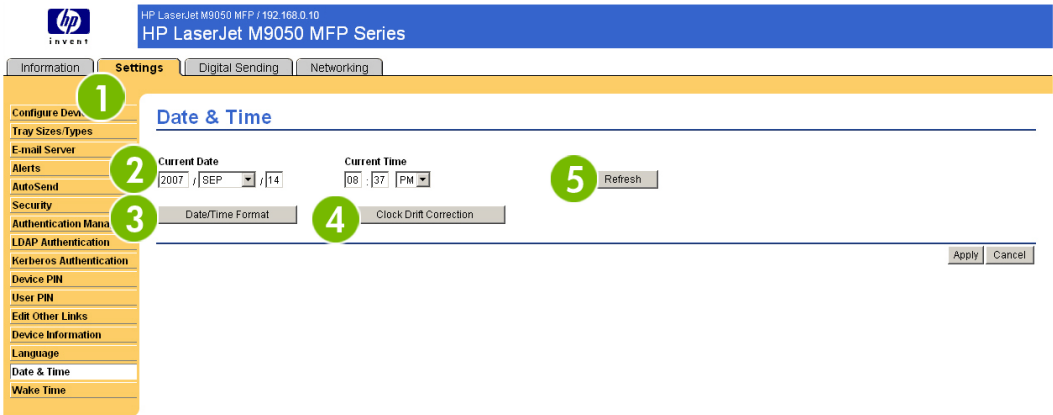 hp
invent
HP LaserJet M9050 MFP / 192.168.0.10
HP LaserJet M9050 MFP Series
Information Settings Digital Sending Networking
1
Configure
Tray Sizes/Types
E-mail Server
Alerts
AutoSend
Security
Authentication
LDAP Authentication
Kerberos Authentication
Device PIN
User PIN
Edit Other Links
Device Information
Language
Date & Time
Wake Time
Date & Time
2
Current Date
2007 / SEP / 14
Current Time
08 : 37 PM
5 Refresh
3 Date/Time Format
4 Clock Drift Correction
Apply Cancel